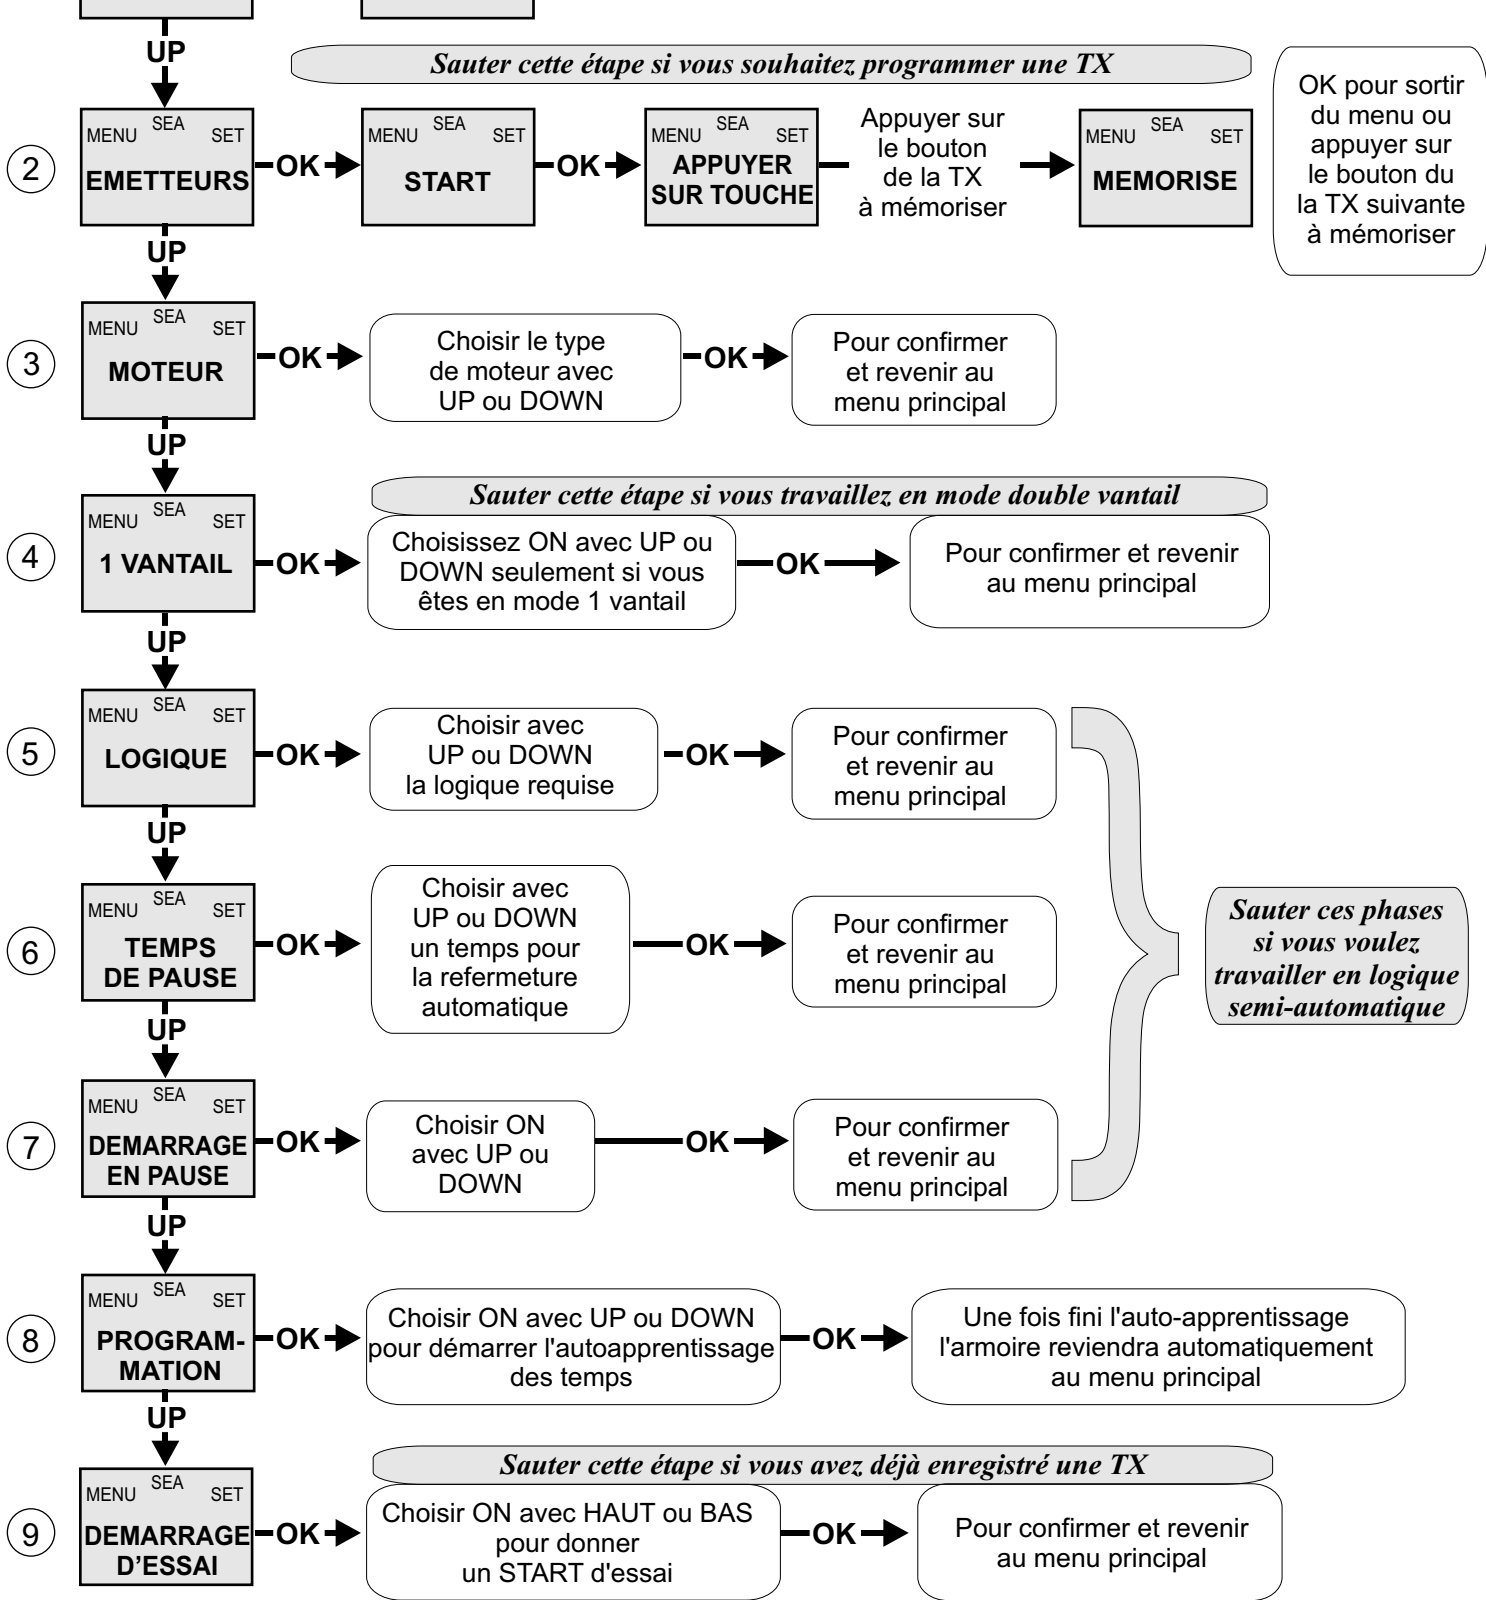 UP
Sauter cette étape si vous souhaitez programmer une TX
2
MENU SEA SET
EMETTEURS
OK
MENU SEA SET
START
OK
MENU SEA SET
APPUYER
SUR TOUCHE
Appuyer sur
le bouton
de la TX
à mémoriser
MENU SEA SET
MEMORISE
OK pour sortir
du menu ou
appuyer sur
le bouton du
la TX suivante
à mémoriser
UP
3
MENU SEA SET
MOTEUR
OK
Choisir le type
de moteur avec
UP ou DOWN
OK
Pour confirmer
et revenir au
menu principal
UP
Sauter cette étape si vous travaillez en mode double vantail
4
MENU SEA SET
1 VANTAIL
OK
Choisissez ON avec UP ou
DOWN seulement si vous
êtes en mode 1 vantail
OK
Pour confirmer et revenir
au menu principal
UP
5
MENU SEA SET
LOGIQUE
OK
Choisir avec
UP ou DOWN
la logique requise
OK
Pour confirmer
et revenir au
menu principal
UP
6
MENU SEA SET
TEMPS
DE PAUSE
OK
Choisir avec
UP ou DOWN
un temps pour
la refermeture
automatique
OK
Pour confirmer
et revenir au
menu principal
Sauter ces phases
si vous voulez
travailler en logique
semi-automatique
UP
7
MENU SEA SET
DEMARRAGE
EN PAUSE
OK
Choisir ON
avec UP ou
DOWN
OK
Pour confirmer
et revenir au
menu principal
UP
8
MENU SEA SET
PROGRAM-
MATION
OK
Choisir ON avec UP ou DOWN
pour démarrer l'autoapprentissage
des temps
OK
Une fois fini l'auto-apprentissage
l'armoire reviendra automatiquement
au menu principal
UP
Sauter cette étape si vous avez déjà enregistré une TX
9
MENU SEA SET
DEMARRAGE
D'ESSAI
OK
Choisir ON avec HAUT ou BAS
pour donner
un START d'essai
OK
Pour confirmer et revenir
au menu principal